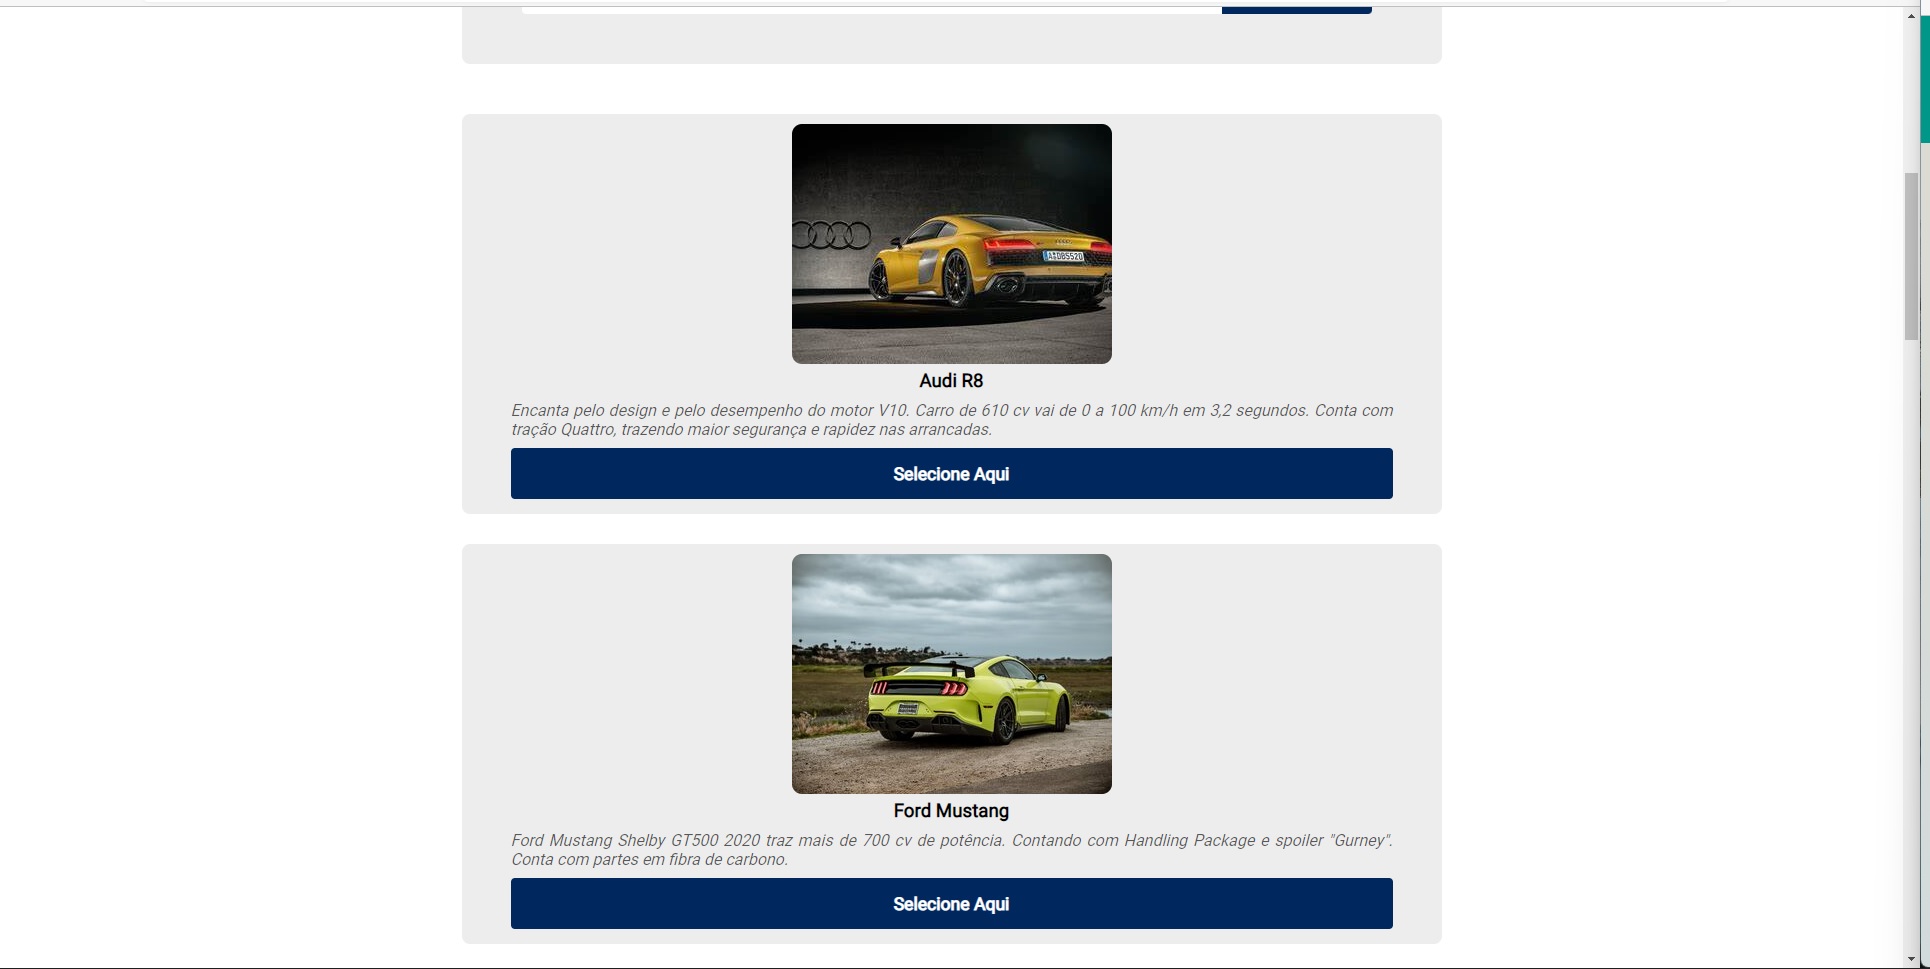 Audi R8
Encanta pelo design e pelo desempenho do motor V10. Carro de 610 cv vai de 0 a 100 km/h em 3,2 segundos. Conta com
tração Quattro, trazendo maior segurança e rapidez nas arrancadas.
Selecione Aqui
Ford Mustang
Ford Mustang Shelby GT500 2020 traz mais de 700 cv de potência. Contando com Handling Package e spoiler "Gurney".
Conta com partes em fibra de carbono.
Selecione Aqui